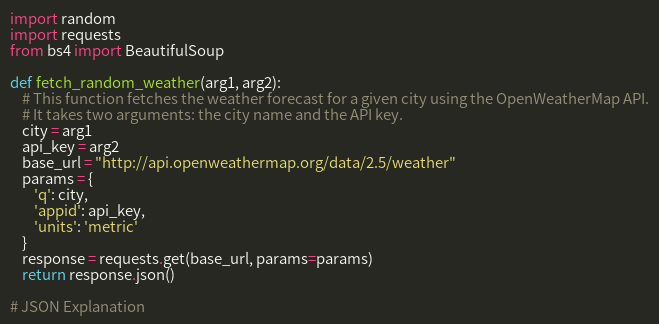 import random
import requests
from bs4 import BeautifulSoup
def fetch_random_weather(arg1, arg2):
# This function fetches the weather forecast for a given city using the OpenWeatherMap API.
# It takes two arguments: the city name and the API key.
city = arg1
api_key = arg2
base_url = "http://api.openweathermap.org/data/2.5/weather"
params = {
'q': city,
'appid': api_key,
'units': 'metric'
}
response = requests.get(base_url, params=params)
return response.json()
# JSON Explanation